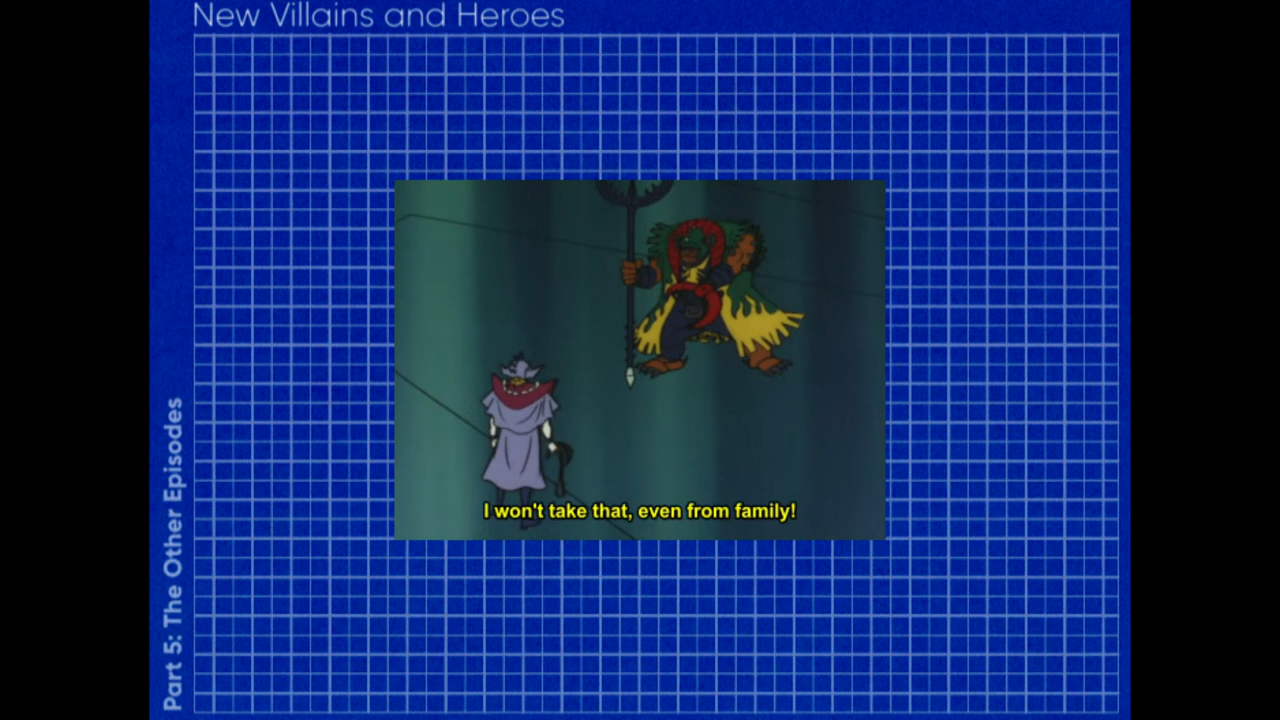 New Villains and Heroes
Part 5: The Other Episodes
I won't take that, even from family!